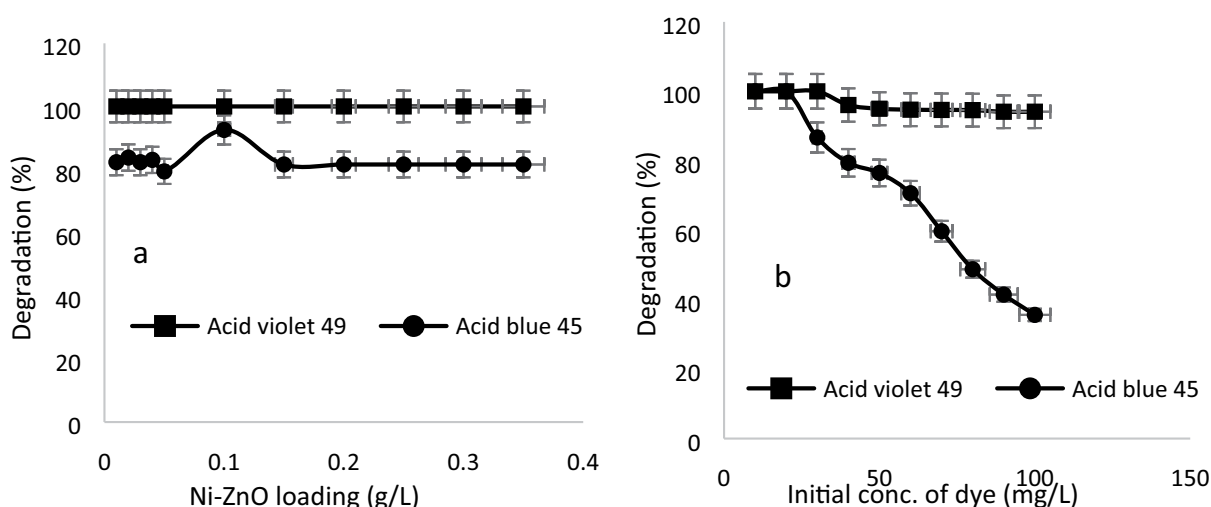 120
100
80
60
40
20
0
Degradation (%)
a
Acid violet 49
Acid blue 45
0
0.1
0.2
0.3
0.4
Ni-ZnO loading (g/L)
120
100
80
60
40
20
0
Degradation (%)
b
Acid violet 49
Acid blue 45
50
100
150
Initial conc. of dye (mg/L)